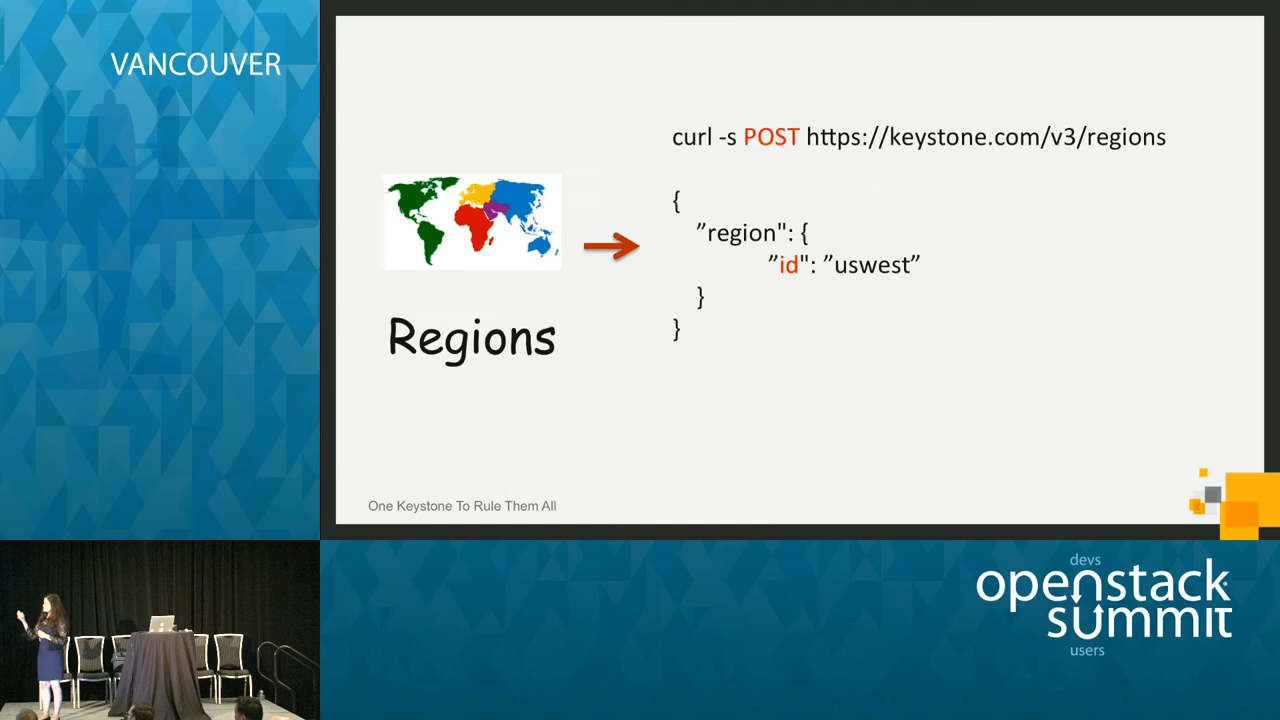 VANCOUVER
curl -s POST https://keystone.com/v3/regions
{
”region": {
”id": ”uswest”
}
}
Regions
One Keystone To Rule Them All
devs
openstack
summit
users